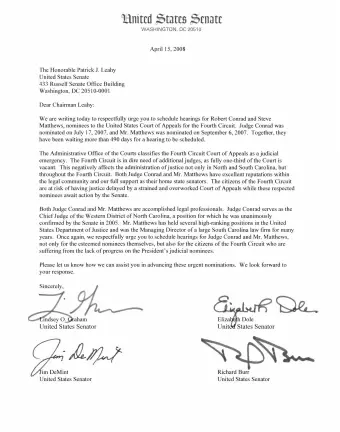 United States Senate
WASHINGTON, DC 20510
April 15, 2008
The Honorable Patrick J. Leahy
United States Senate
433 Russell Senate Office Building
Washington, DC 20510-0001
Dear Chairman Leahy:
We are writing today to respectfully urge you to schedule hearings for Robert Conrad and Steve
Matthews, nominees to the United States Court of Appeals for the Fourth Circuit. Judge Conrad was
nominated on July 17, 2007, and Mr. Matthews was nominated on September 6, 2007. Together, they
have been waiting more than 490 days for a hearing to be scheduled.
The Administrative Office of the Courts classifies the Fourth Circuit Court of Appeals as a judicial
emergency. The Fourth Circuit is in dire need of additional judges, as fully one-third of the Court is
vacant. This negatively affects the administration of justice not only in North and South Carolina, but
throughout the Fourth Circuit. Both Judge Conrad and Mr. Matthews have excellent reputations within
the legal community and our full support as their home state senators. The citizens of the Fourth Circuit
are at risk of having justice delayed by a strained and overworked Court of Appeals while these respected
nominees await action by the Senate.
Both Judge Conrad and Mr. Matthews are accomplished legal professionals. Judge Conrad serves as the
Chief Judge of the Western District of North Carolina, a position for which he was unanimously
confirmed by the Senate in 2005. Mr. Matthews has held several high-ranking positions in the United
States Department of Justice and was the Managing Director of a large South Carolina law firm for many
years. Once again, we respectfully urge you to schedule hearings for Judge Conrad and Mr. Matthews,
not only for the esteemed nominees themselves, but also for the citizens of the Fourth Circuit who are
suffering from the lack of progress on the President's judicial nominees.
Please let us know how we can assist you in advancing these urgent nominations. We look forward to
your response.
Sincerely,
Elizabeth Dole
Lindsey O. Graham
Elizabeth Dole
United States Senator
United States Senator
Jim DeMint
Richard Burr
Jim DeMint
Richard Burr
United States Senator
United States Senator